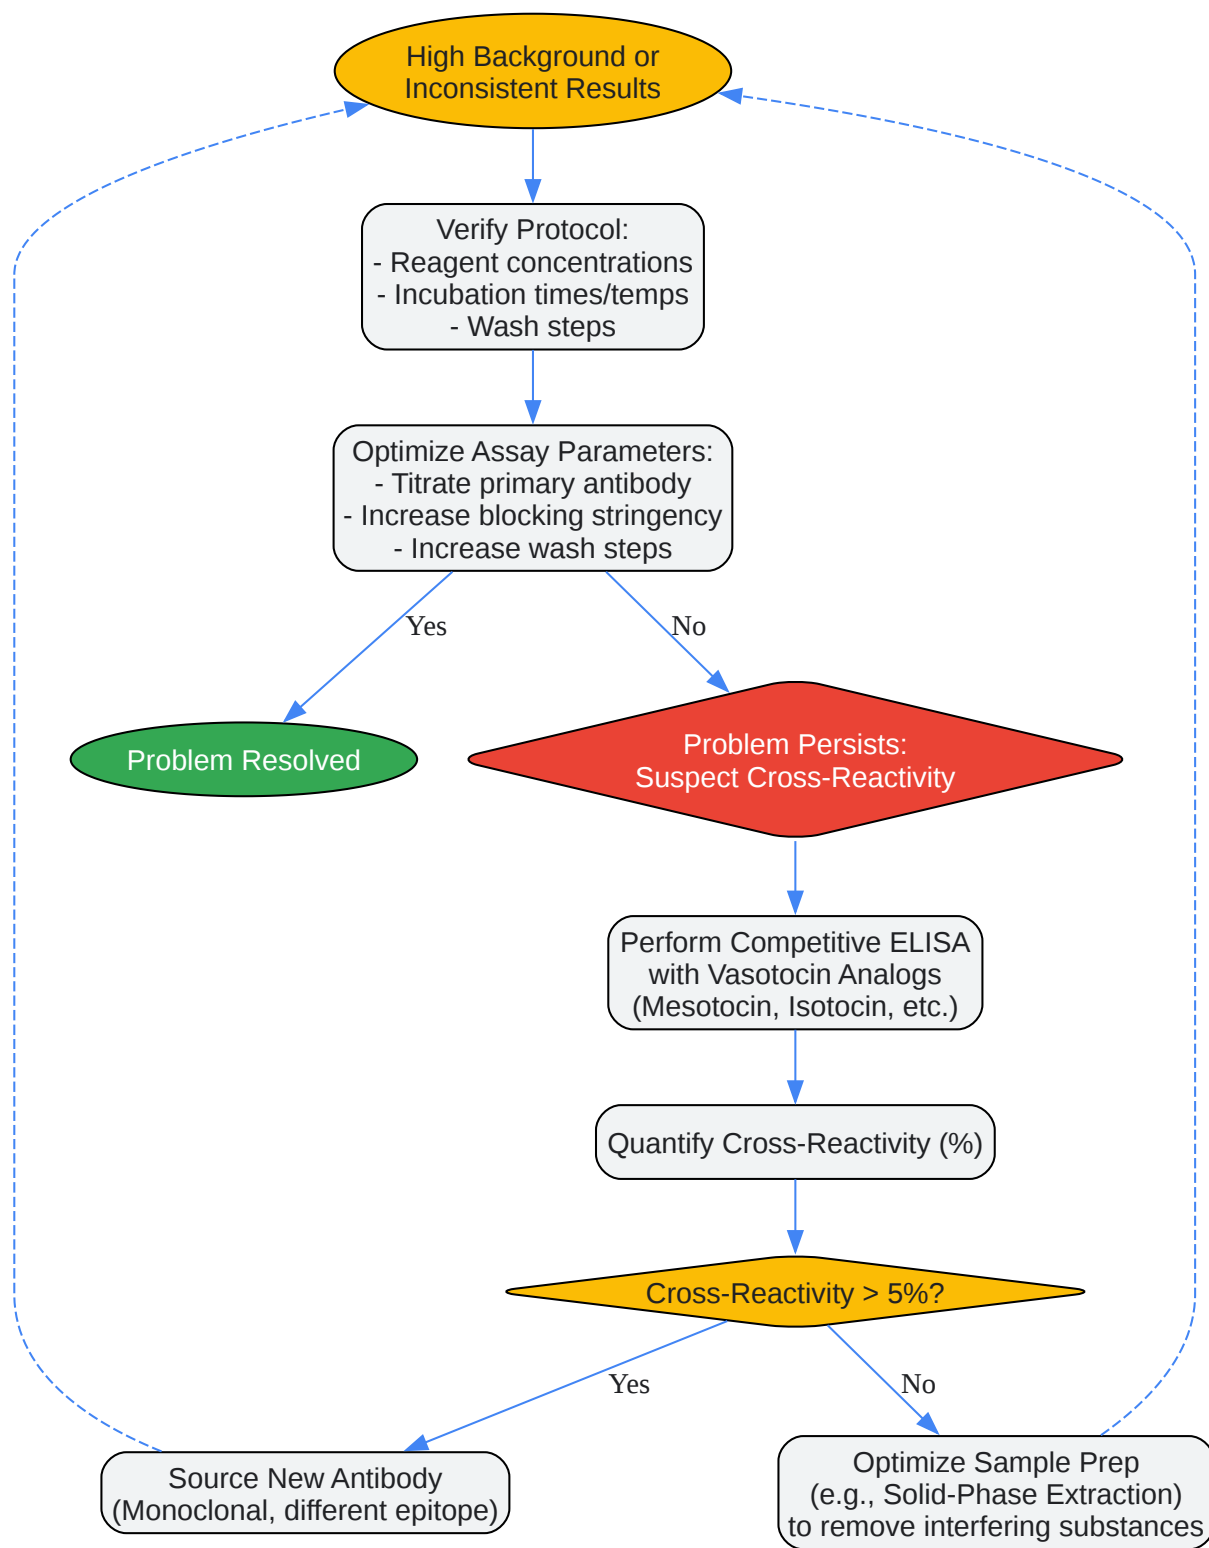 High Background or
Inconsistent Results
Verify Protocol:
- Reagent concentrations
- Incubation times/temps
- Wash steps
Optimize Assay Parameters:
- Titrate primary antibody
- Increase blocking stringency
- Increase wash steps
Yes
No
Problem Resolved
Problem Persists:
Suspect Cross-Reactivity
Perform Competitive ELISA
with Vasotocin Analogs
(Mesotocin, Isotocin, etc.)
Quantify Cross-Reactivity (%)
Cross-Reactivity > 5%?
Yes
No
Source New Antibody
(Monoclonal, different epitope)
Optimize Sample Prep
(e.g., Solid-Phase Extraction)
to remove interfering substances